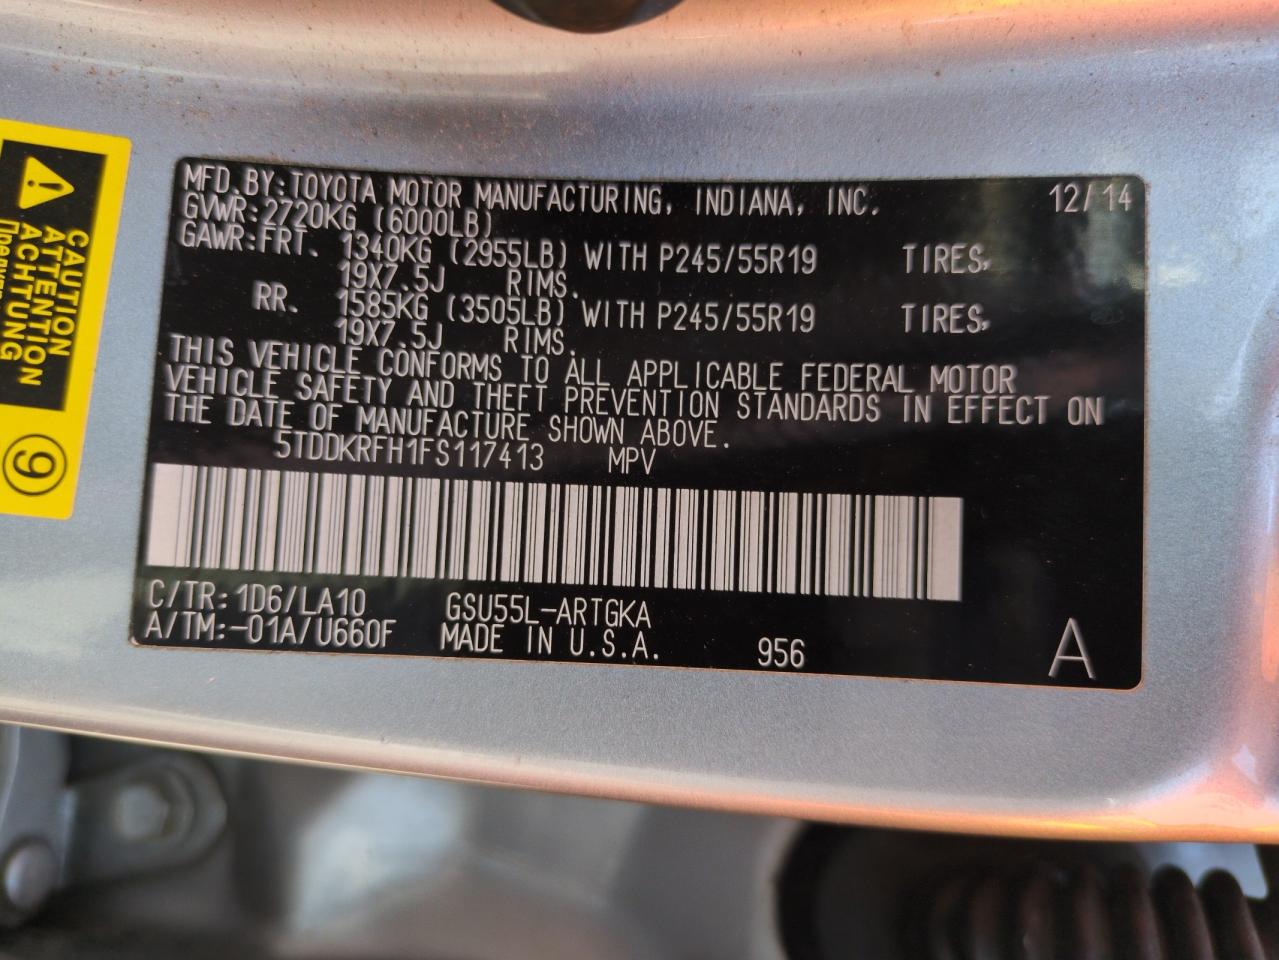 MFD.BY:TOYOTA MOTOR MANUFACTURING, INDIANA, INC. 12/14
GVWR:2720KG (6000LB)
GAWR:FRT. 1340KG (2955LB) WITH P245/55R19 TIRES,
19X7.5J RIMS.
RR. 1585KG (3505LB) WITH P245/55R19 TIRES,
19X7.5J RIMS.
THIS VEHICLE CONFORMS TO ALL APPLICABLE FEDERAL MOTOR
VEHICLE SAFETY AND THEFT PREVENTION STANDARDS IN EFFECT ON
THE DATE OF MANUFACTURE SHOWN ABOVE.
5TDDKRFH1FS117413 MPV
C/TR:1D6/LA10 GSU55L-ARTGKA
A/TM:-01A/U660F MADE IN U.S.A. 956 A
CAUTION
ATTENTION
ACHTUNG
9